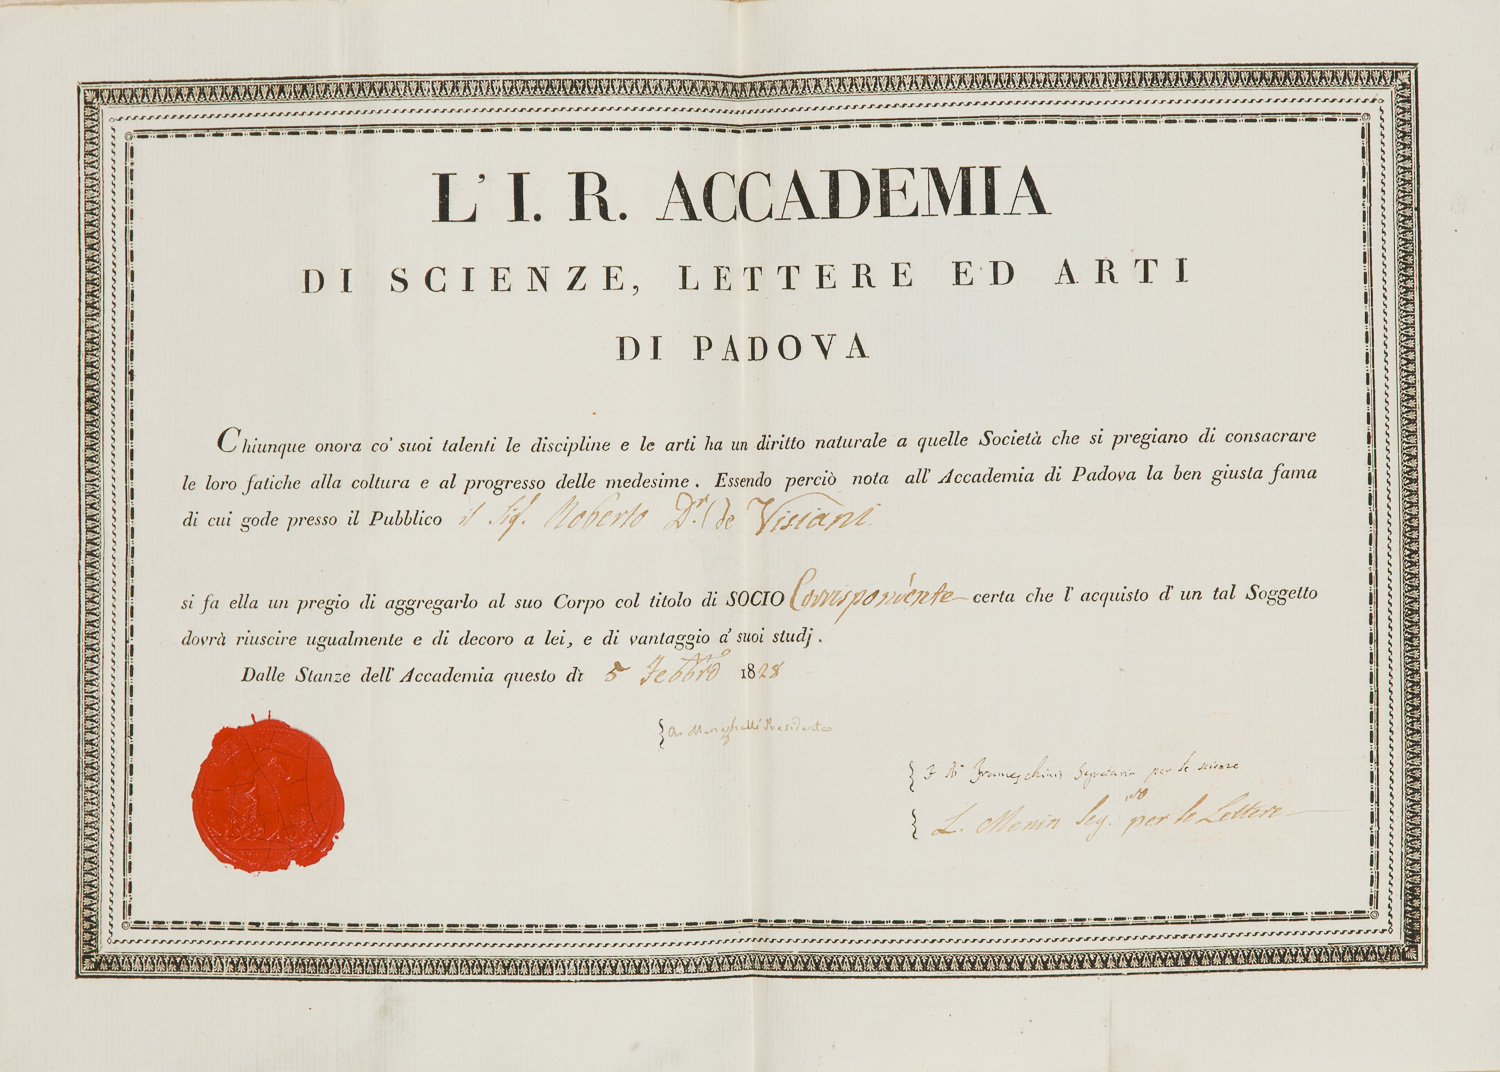 L' I. R. ACCADEMIA
DI SCIENZE, LETTERE ED ARTI
DI PADOVA
Chiunque onora co' suoi talenti le discipline e le arti ha un diritto naturale a quelle Società che si pregiano di consacrare
le loro fatiche alla coltura e al progresso delle medesime. Essendo perciò nota all' Accademia di Padova la ben giusta fama
di cui gode presso il Pubblico il Sig. Roberto Dr. de Visiani
si fa ella un pregio di aggregarlo al suo Corpo col titolo di SOCIO Corrispondente certa che l' acquisto d' un tal Soggetto
dovrà riuscire ugualmente e di decoro a lei, e di vantaggio a' suoi studj.
Dalle Stanze dell' Accademia questo dì 5 Febbro 1828
A. Meneghelli Presidente
Franceschinis Segretario per le scienze
L. Menin Seg.rio per le Lettere